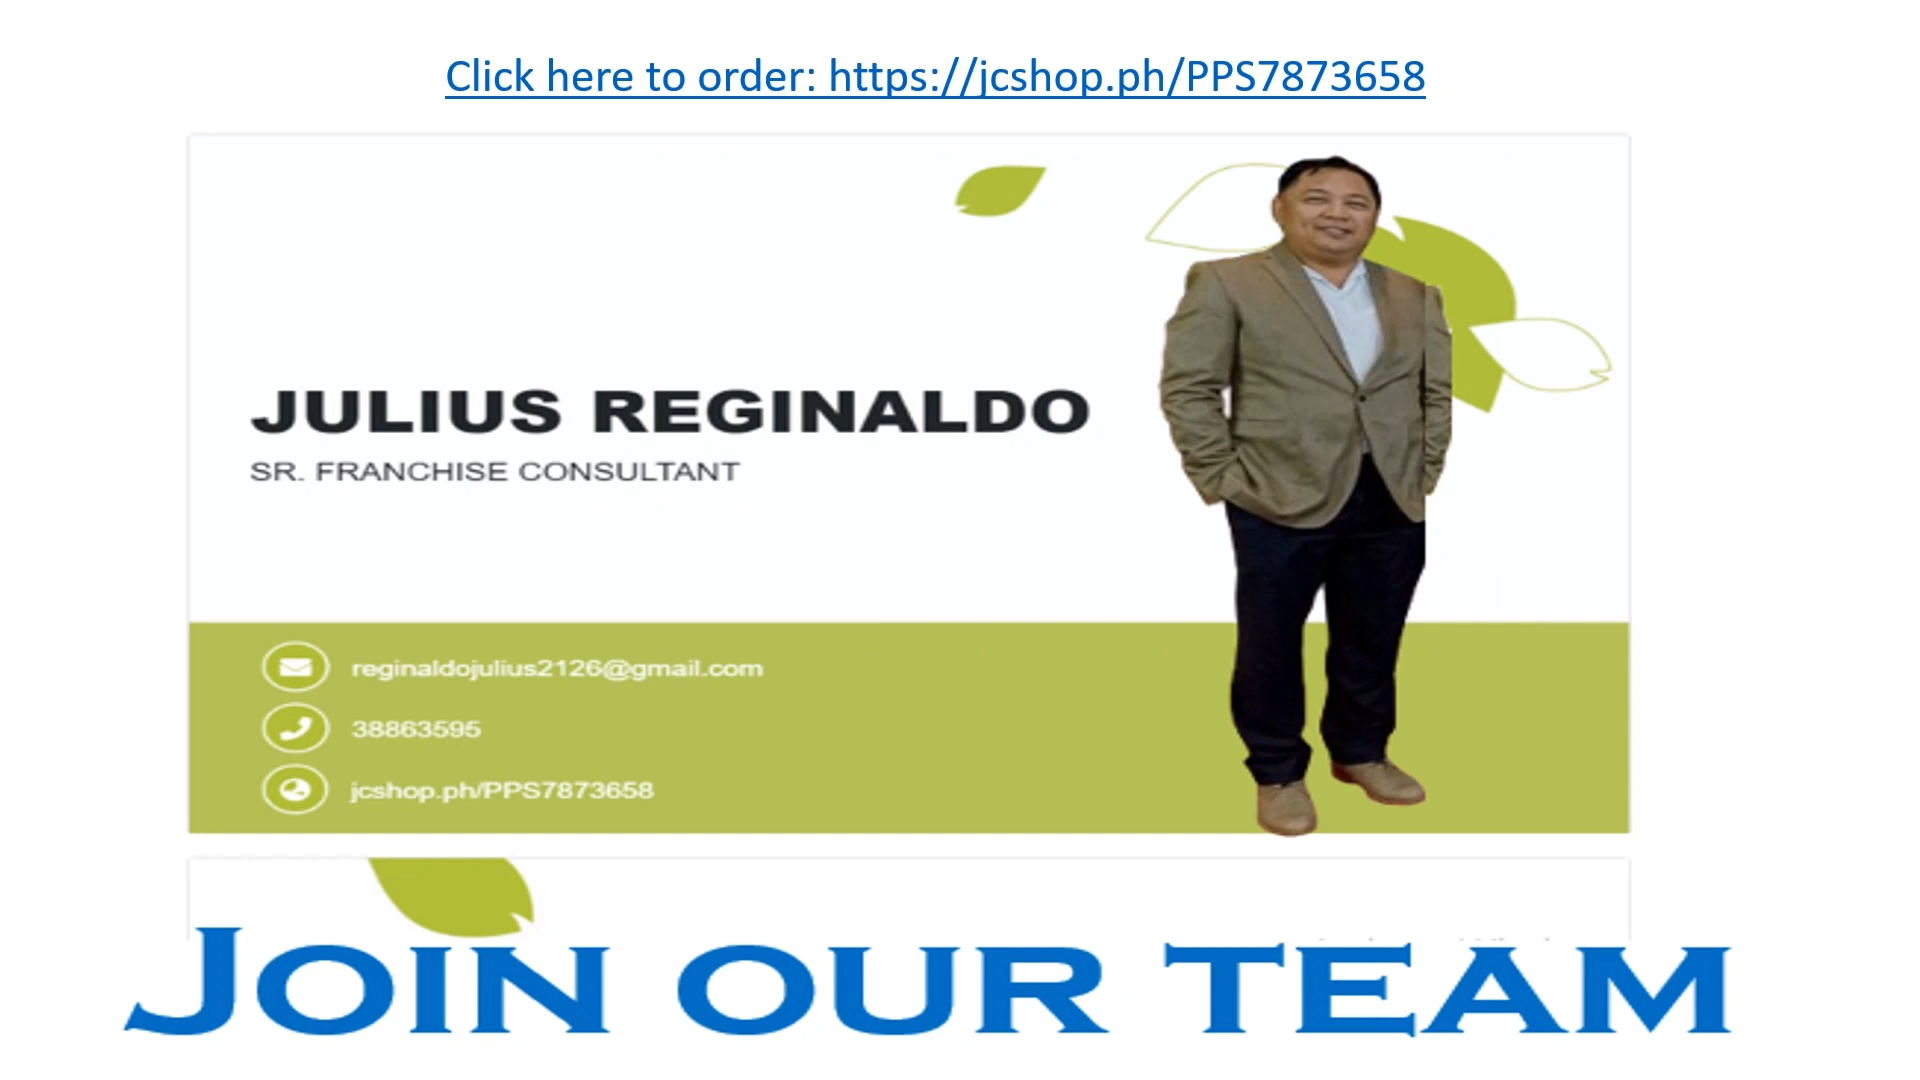 Click here to order: https://jcshop.ph/PPS7873658
JULIUS REGINALDO
SR. FRANCHISE CONSULTANT
reginaldojulius2126@gmail.com
38863595
jcshop.ph/PPS7873658
JOIN OUR TEAM